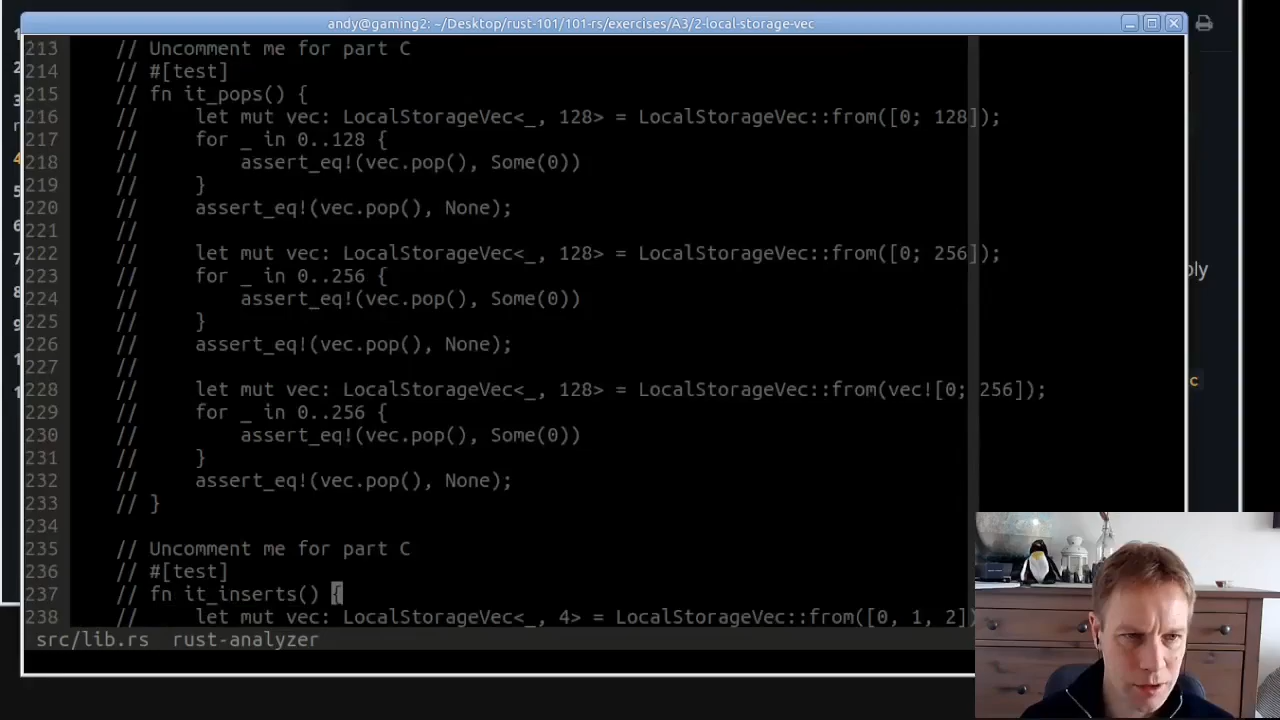 andy@gaming2: ~/Desktop/rust-101/101-rs/exercises/A3/2-local-storage-vec
213 // Uncomment me for part C
214 // #[test]
215 // fn it_pops() {
216 //     let mut vec: LocalStorageVec<_, 128> = LocalStorageVec::from([0; 128]);
217 //     for _ in 0..128 {
218 //         assert_eq!(vec.pop(), Some(0))
219 //     }
220 //     assert_eq!(vec.pop(), None);
221 //
222 //     let mut vec: LocalStorageVec<_, 128> = LocalStorageVec::from([0; 256]);
223 //     for _ in 0..256 {
224 //         assert_eq!(vec.pop(), Some(0))
225 //     }
226 //     assert_eq!(vec.pop(), None);
227 //
228 //     let mut vec: LocalStorageVec<_, 128> = LocalStorageVec::from(vec![0; 256]);
229 //     for _ in 0..256 {
230 //         assert_eq!(vec.pop(), Some(0))
231 //     }
232 //     assert_eq!(vec.pop(), None);
233 // }
234
235 // Uncomment me for part C
236 // #[test]
237 // fn it_inserts() {
238 //     let mut vec: LocalStorageVec<_, 4> = LocalStorageVec::from([0, 1, 2])
src/lib.rs rust-analyzer
ply
c